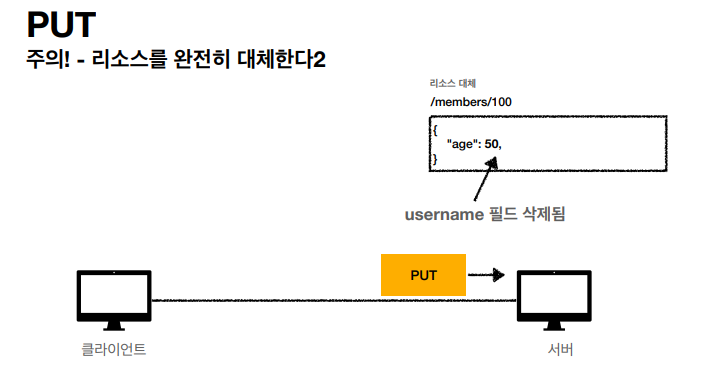 PUT
주의! - 리소스를 완전히 대체한다2
리소스 대체
/members/100
{
"age": 50,
}
username 필드 삭제됨
PUT
클라이언트
서버